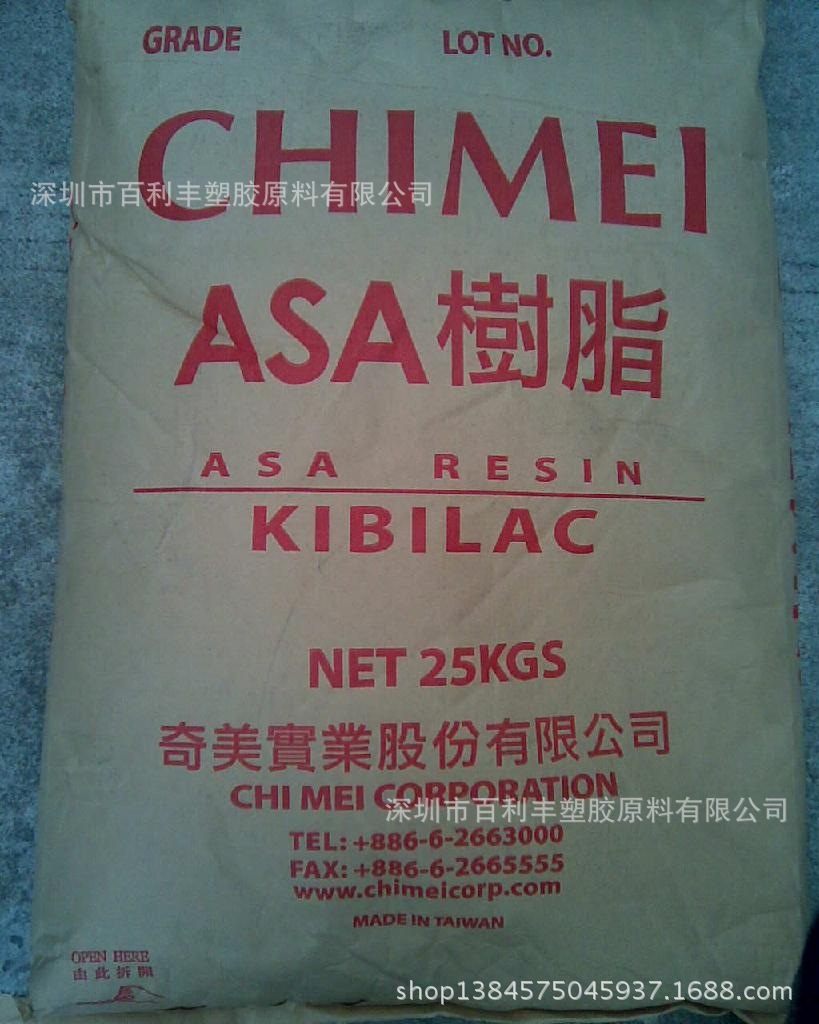 GRADE LOT NO.
CHIMEI
深圳市百利丰塑胶原料有限公司
ASA樹脂
ASA RESIN
KIBILAC
NET 25KGS
奇美實業股份有限公司
CHI MEI CORPORATION
深圳市百利丰塑胶原料有限公司
TEL: +886-6-2663000
FAX: +886-6-2665555
www.chimeicorp.com
MADE IN TAIWAN
OPEN HERE
由此拆開
shop1384575045937.1688.com